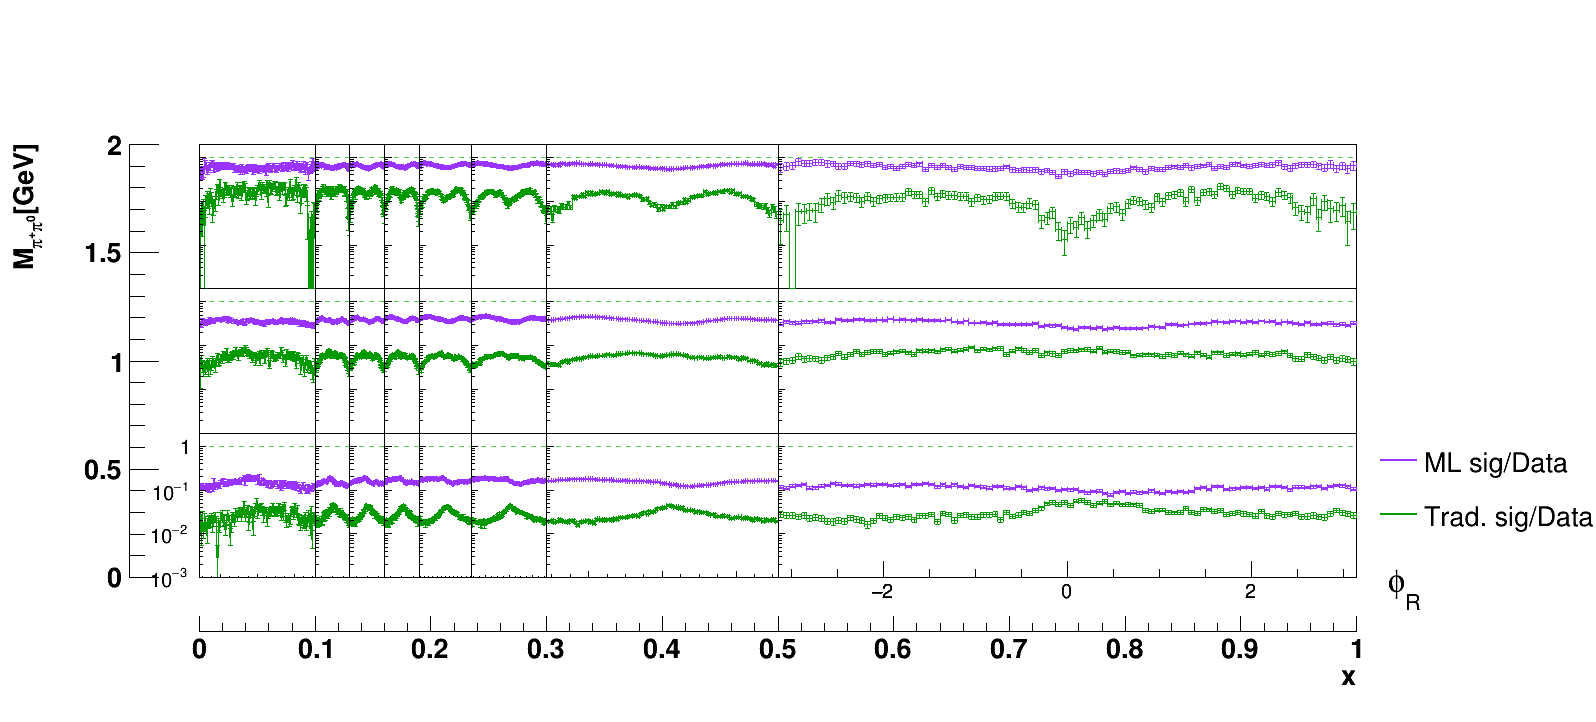 M_{π⁺π⁰}[GeV]
2
1.5
1
0.5
0
1
10⁻¹
10⁻²
10⁻³
ML sig/Data
Trad. sig/Data
−2 0 2
ϕ_R
0 0.1 0.2 0.3 0.4 0.5 0.6 0.7 0.8 0.9 1
x